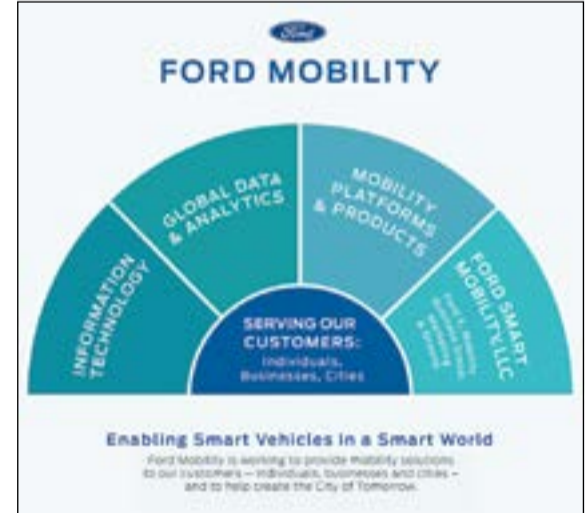 Ford
FORD MOBILITY
INFORMATION
TECHNOLOGY
GLOBAL DATA
& ANALYTICS
MOBILITY
PLATFORMS
& PRODUCTS
FORD SMART
MOBILITY, LLC
SERVING OUR
CUSTOMERS:
Individuals,
Businesses, Cities
Enabling Smart Vehicles in a Smart World
Ford Mobility is working to provide mobility solutions
to our customers — individuals, businesses and cities –
and to help create the City of Tomorrow.